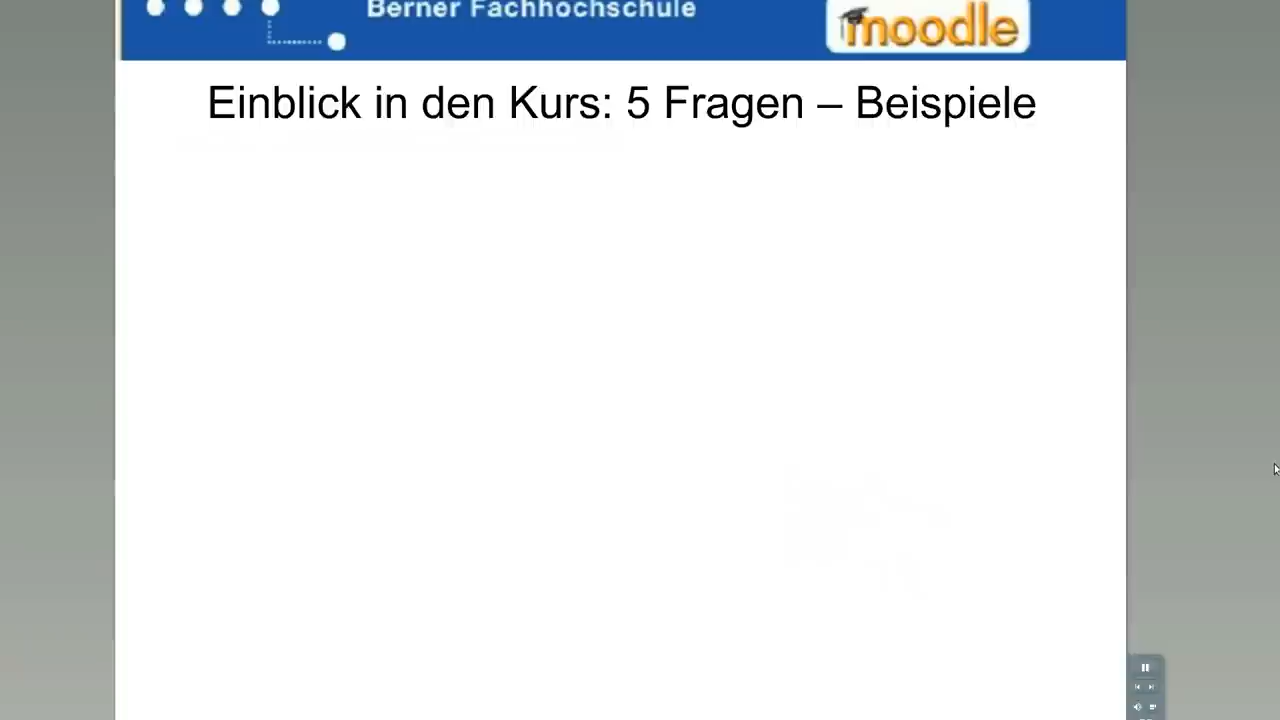 Berner Fachhochschule
moodle
Einblick in den Kurs: 5 Fragen – Beispiele